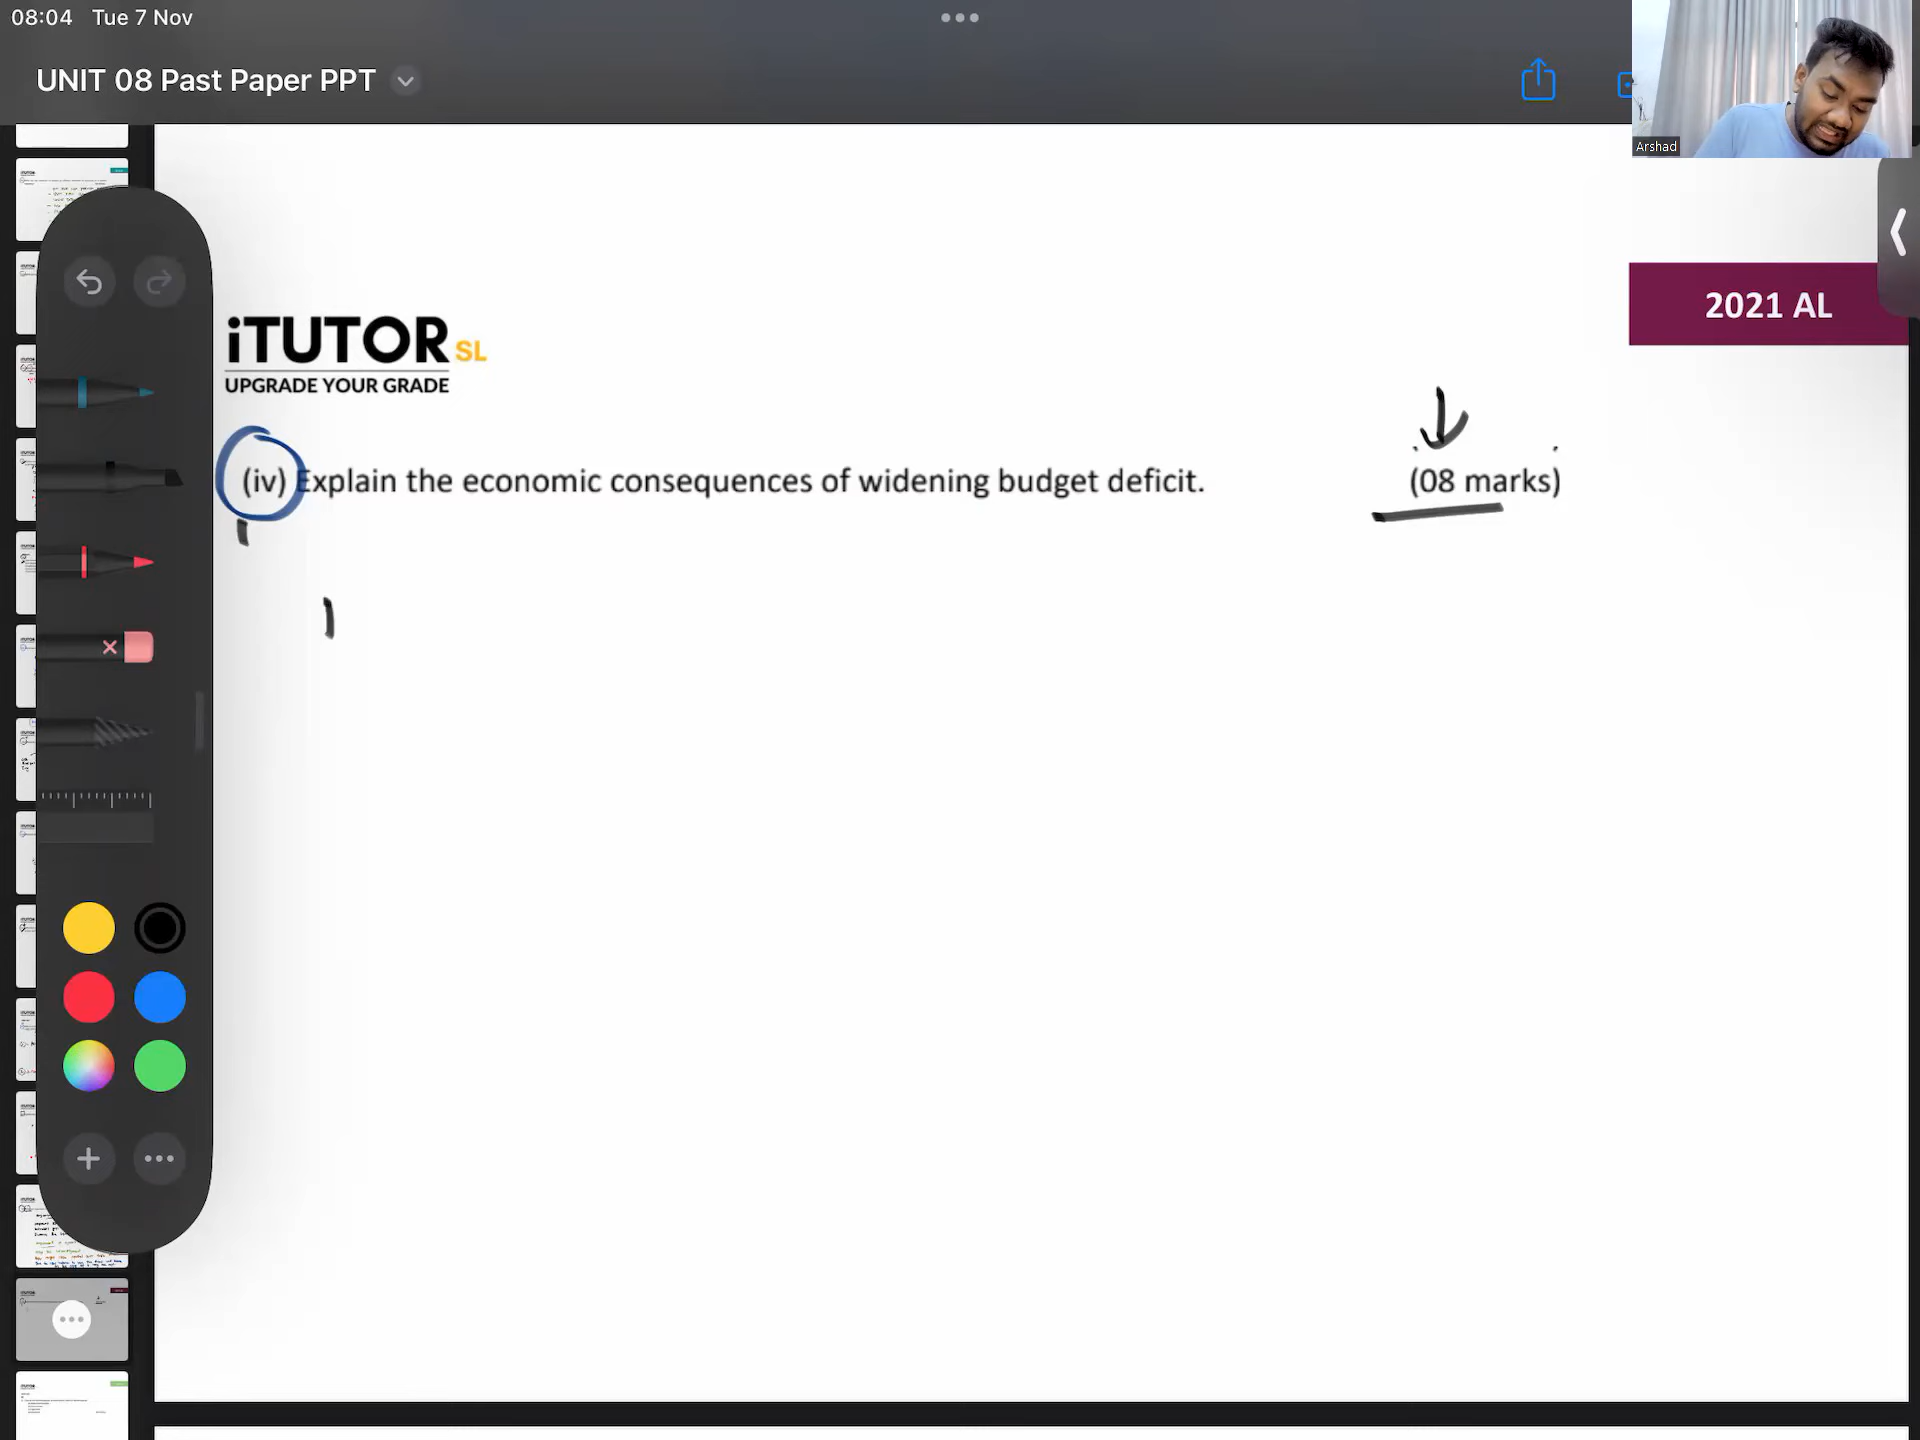 08:04 Tue 7 Nov
UNIT 08 Past Paper PPT
Arshad
2021 AL
iTUTOR SL
UPGRADE YOUR GRADE
(iv) Explain the economic consequences of widening budget deficit. (08 marks)